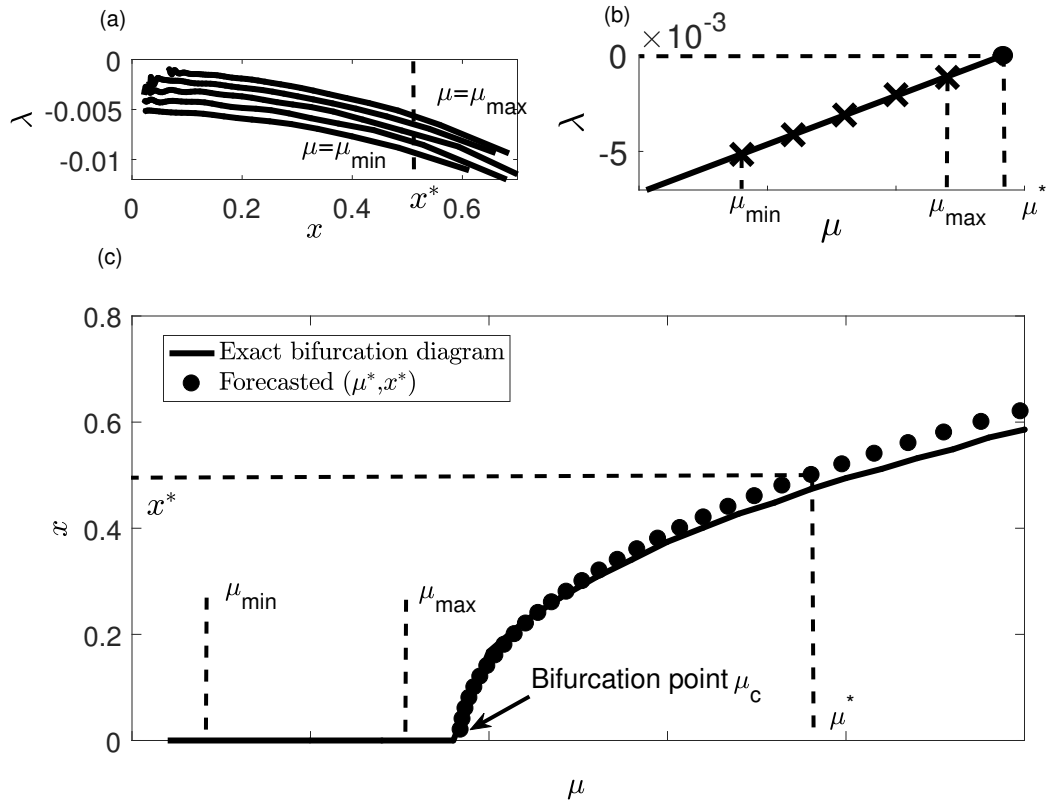 (a)
0
-0.005
-0.01
λ
μ=μmax
μ=μmin
0
0.2
0.4
x*
0.6
x
(b)
0
×10-3
-5
λ
μmin
μmax
μ*
μ
(c)
0.8
0.6
0.4
0.2
0
x
Exact bifurcation diagram
Forecasted (μ*,x*)
x*
μmin
μmax
Bifurcation point μc
μ*
μ